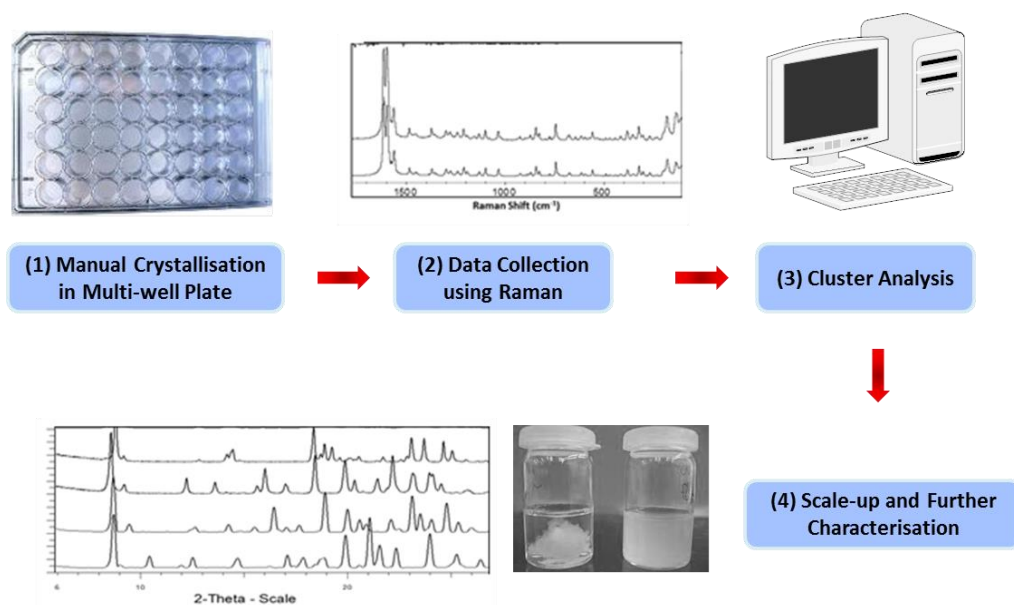 1500
1000
500
Raman Shift (cm⁻¹)
(1) Manual Crystallisation
in Multi-well Plate
(2) Data Collection
using Raman
(3) Cluster Analysis
(4) Scale-up and Further
Characterisation
6
10
20
2-Theta - Scale